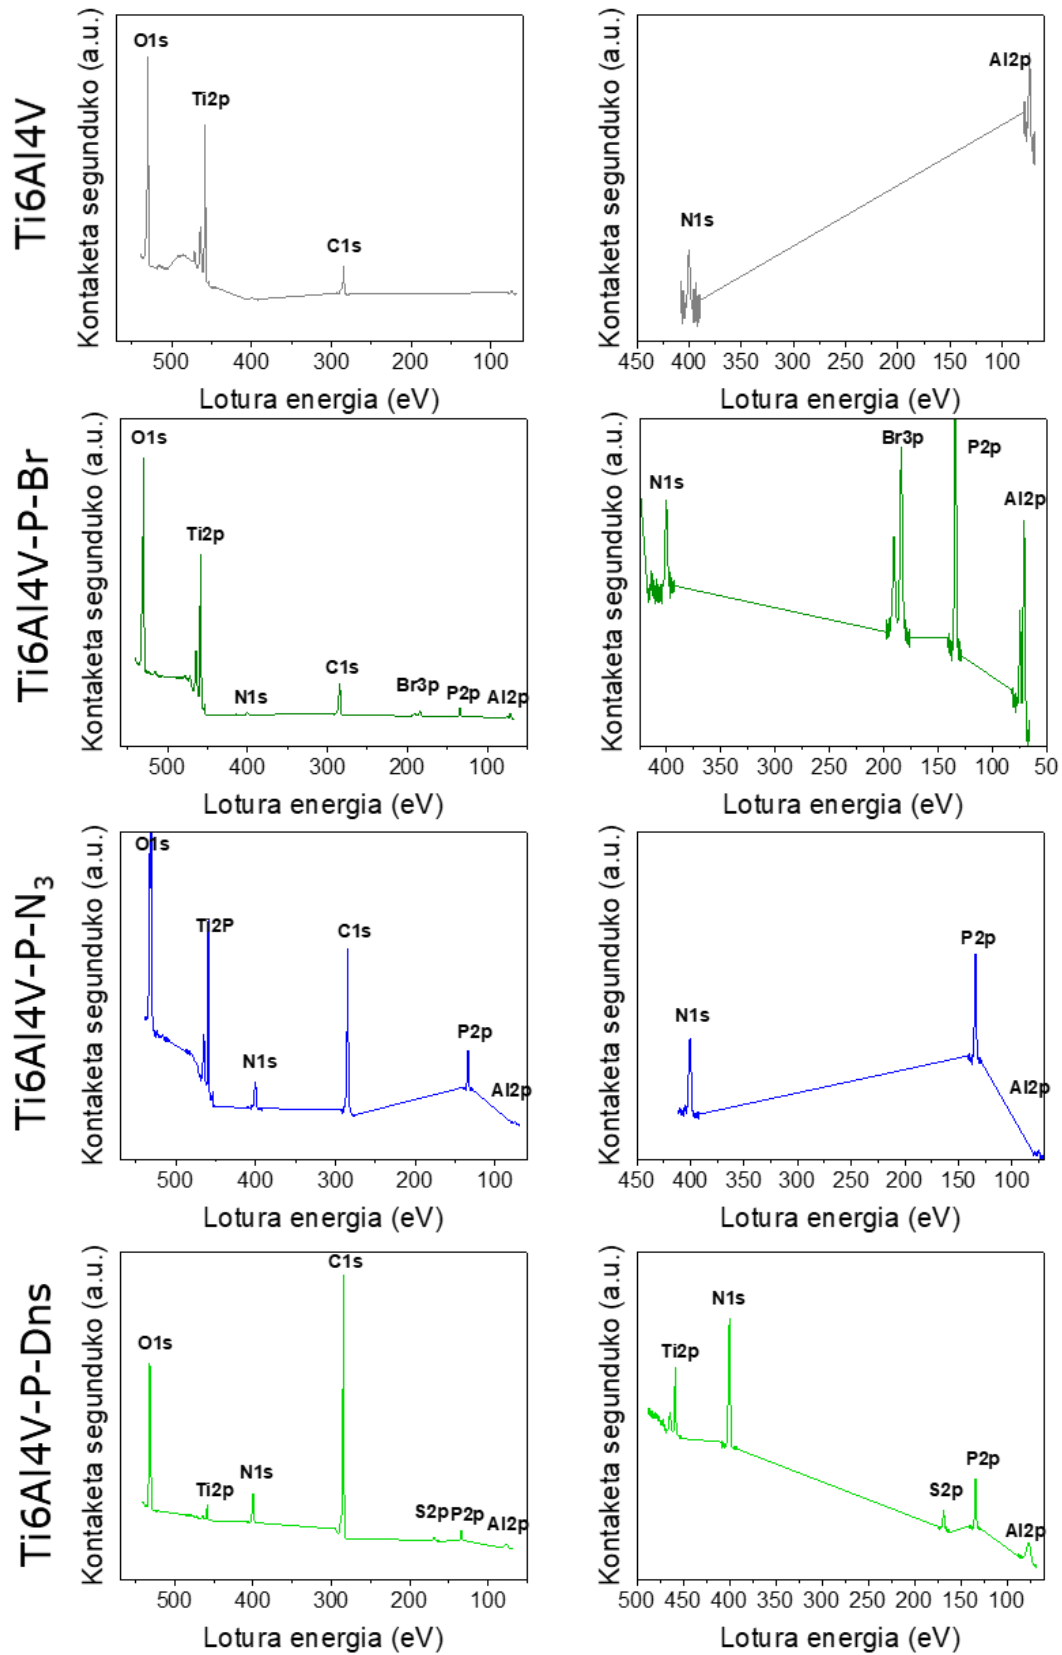 Ti6Al4V
Kontaketa segunduko (a.u.)
O1s
Ti2p
C1s
500 400 300 200 100
Lotura energia (eV)
Kontaketa segunduko (a.u.)
Al2p
N1s
450 400 350 300 250 200 150 100
Lotura energia (eV)
Ti6Al4V-P-Br
Kontaketa segunduko (a.u.)
O1s
Ti2p
N1s
C1s
Br3p
P2p
Al2p
500 400 300 200 100
Lotura energia (eV)
Kontaketa segunduko (a.u.)
N1s
Br3p
P2p
Al2p
400 350 300 250 200 150 100 50
Lotura energia (eV)
Ti6Al4V-P-N₃
Kontaketa segunduko (a.u.)
O1s
Ti2P
N1s
C1s
P2p
Al2p
500 400 300 200 100
Lotura energia (eV)
Kontaketa segunduko (a.u.)
N1s
P2p
Al2p
450 400 350 300 250 200 150 100
Lotura energia (eV)
Ti6Al4V-P-Dns
Kontaketa segunduko (a.u.)
C1s
O1s
Ti2p
N1s
S2p
P2p
Al2p
500 400 300 200 100
Lotura energia (eV)
Kontaketa segunduko (a.u.)
N1s
Ti2p
P2p
S2p
Al2p
500 450 400 350 300 250 200 150 100
Lotura energia (eV)